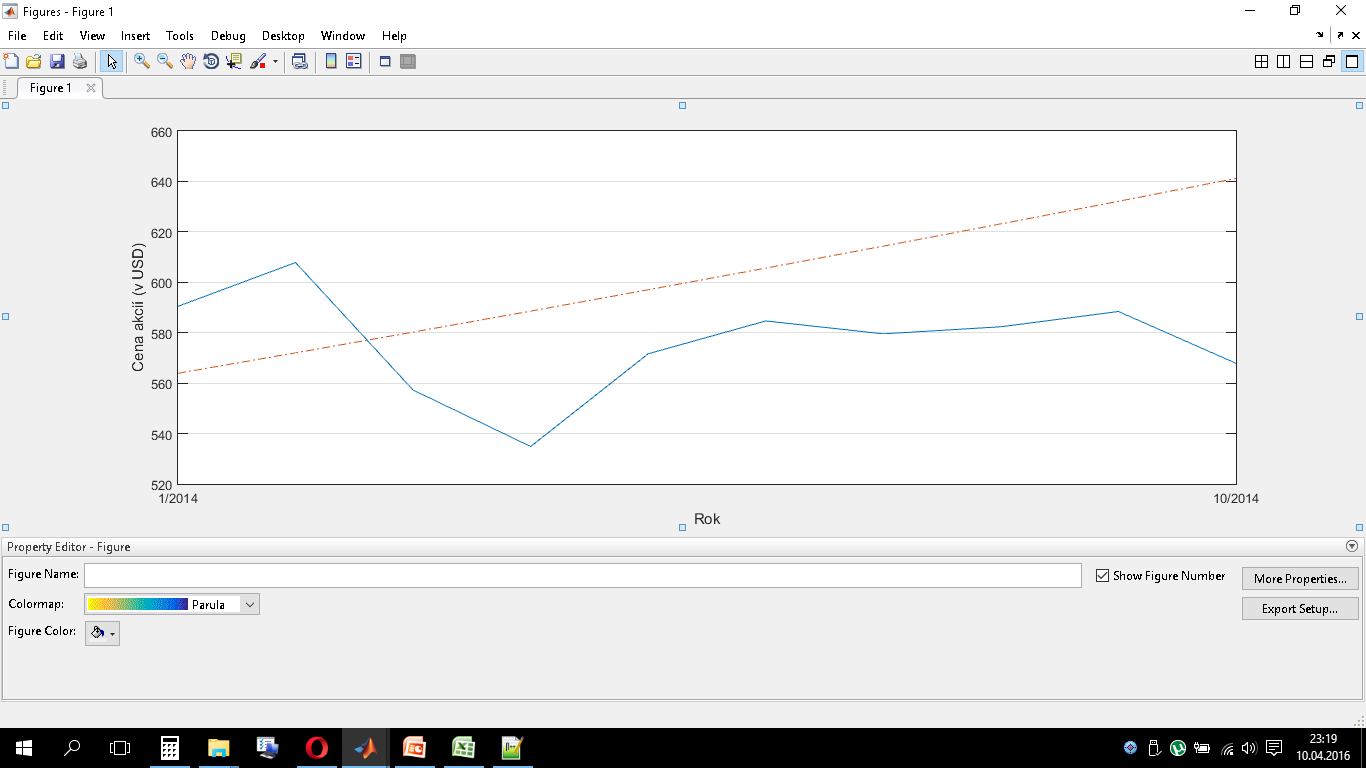 Figures - Figure 1
File Edit View Insert Tools Debug Desktop Window Help
Figure 1
660
640
620
600
580
560
540
520
Cena akcií (v USD)
1/2014 10/2014
Rok
Property Editor - Figure
Figure Name: Show Figure Number More Properties...
Colormap: Parula Export Setup...
Figure Color:
23:19
10.04.2016